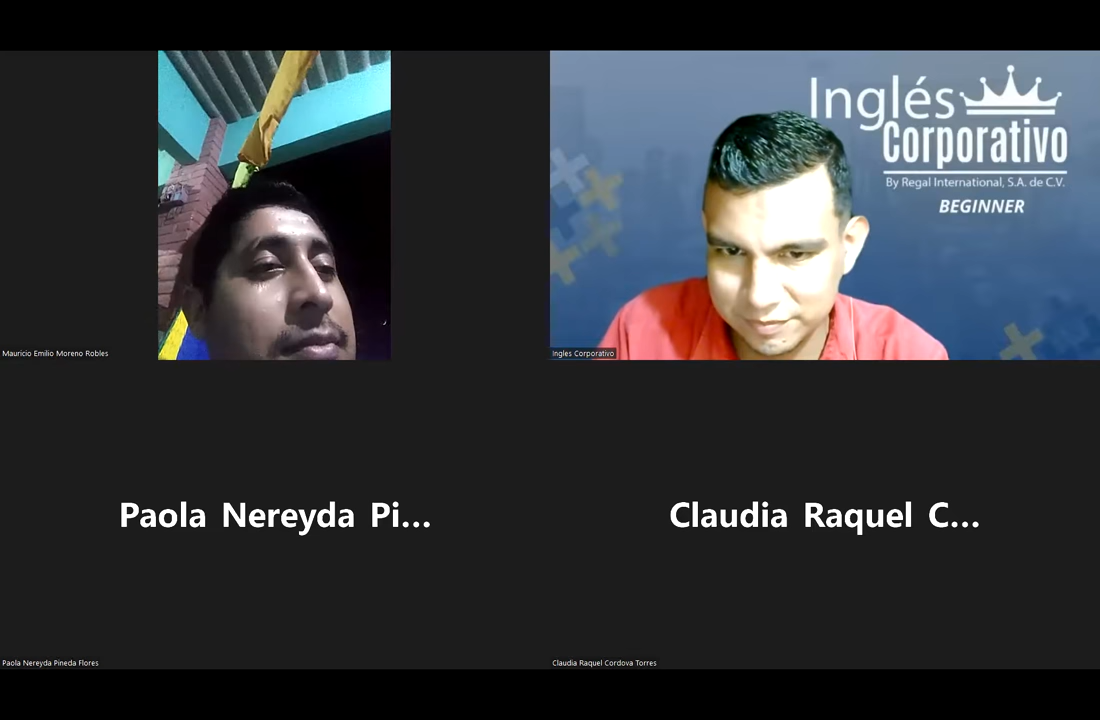 Inglés
Corporativo
By Regal International, S.A. de C.V.
BEGINNER
Mauricio Emilio Moreno Robles
Ingles Corporativo
Paola Nereyda Pi...
Claudia Raquel C...
Paola Nereyda Pineda Flores
Claudia Raquel Cordova Torres